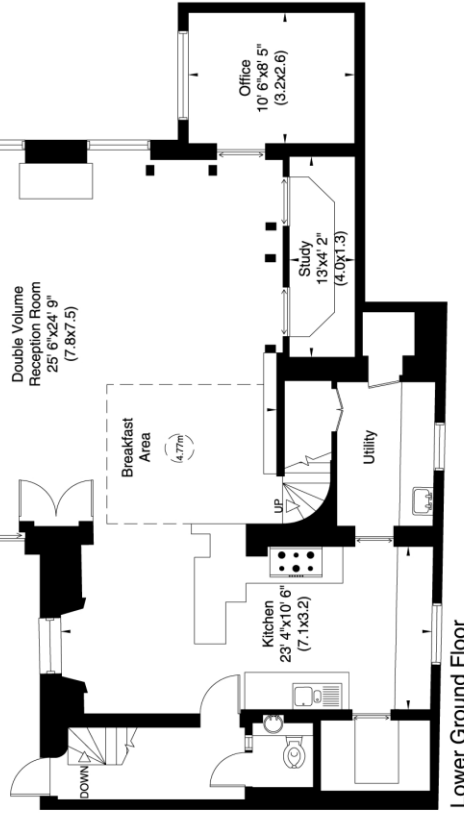 Double Volume
Reception Room
25' 6"x24' 9"
(7.8x7.5)
Office
10' 6"x8' 5"
(3.2x2.6)
Study
13'x4' 2"
(4.0x1.3)
Breakfast
Area
4.77m
UP
Utility
Kitchen
23' 4"x10' 6"
(7.1x3.2)
DOWN
Lower Ground Floor